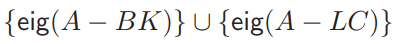 {eig(A − BK)} ∪ {eig(A − LC)}